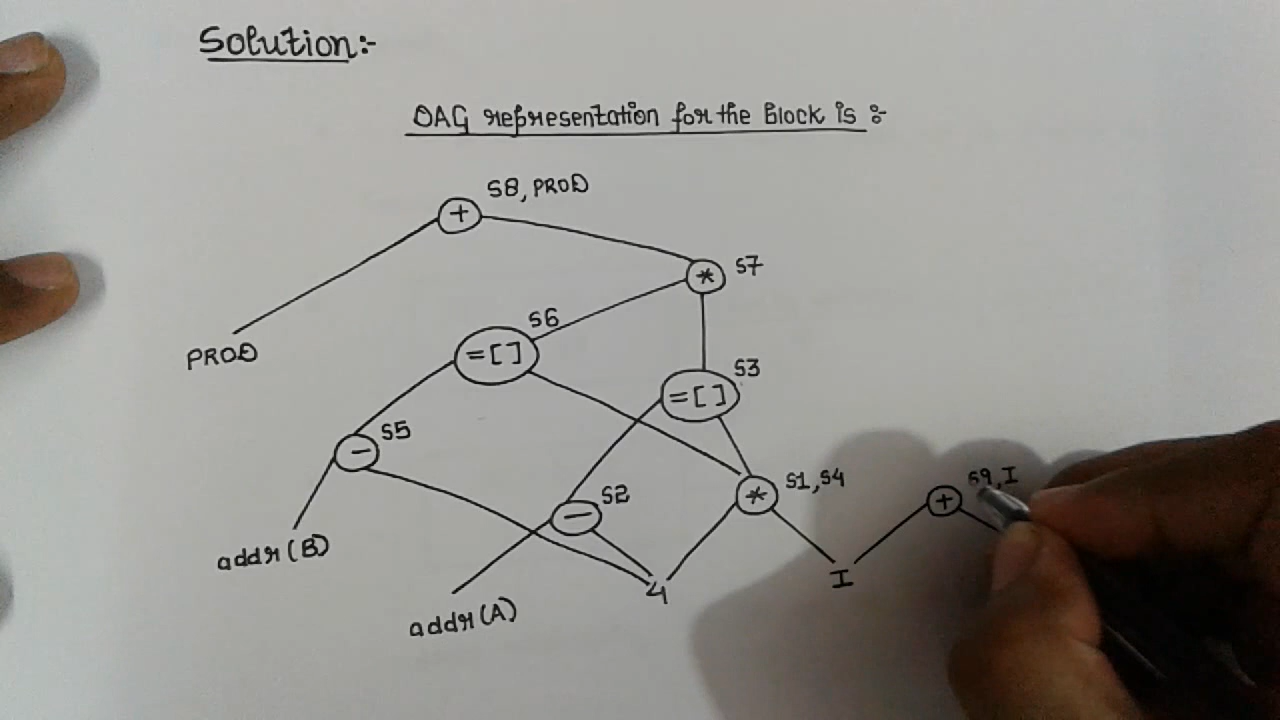 Solution:-
DAG representation for the block is :-
S8, PROD
+
* S7
S6
PROD
= [ ]
S3
= [ ]
S5
-
S1, S4
*
S2
-
S9, I
+
addr(B)
4
I
addr(A)